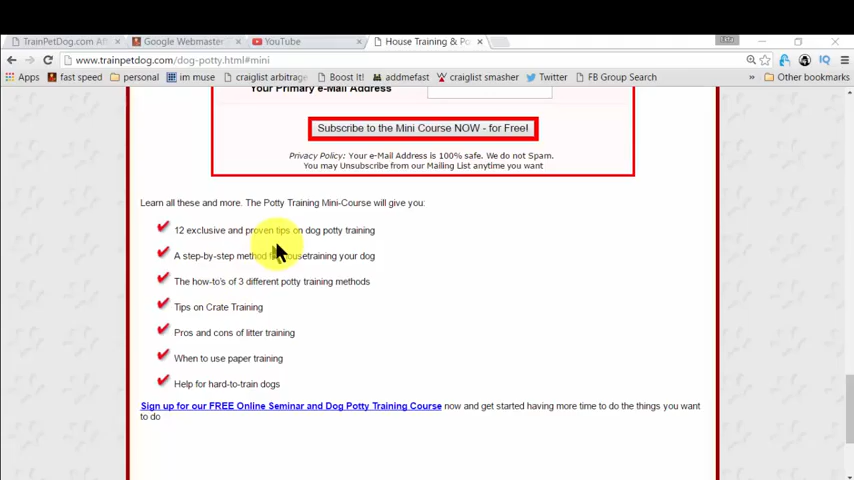 TrainPetDog.com Aff
Google Webmaster
YouTube
House Training & Po
www.trainpetdog.com/dog-potty.html#mini
Apps fast speed personal im muse craiglist arbitrage Boost It! addmefast craiglist smasher Twitter FB Group Search » Other bookmarks
Your Primary e-Mail Address
Subscribe to the Mini Course NOW - for Free!
Privacy Policy: Your e-Mail Address is 100% safe. We do not Spam.
You may Unsubscribe from our Mailing List anytime you want
Learn all these and more. The Potty Training Mini-Course will give you:
12 exclusive and proven tips on dog potty training
A step-by-step method for housetraining your dog
The how-to's of 3 different potty training methods
Tips on Crate Training
Pros and cons of litter training
When to use paper training
Help for hard-to-train dogs
Sign up for our FREE Online Seminar and Dog Potty Training Course now and get started having more time to do the things you want
to do